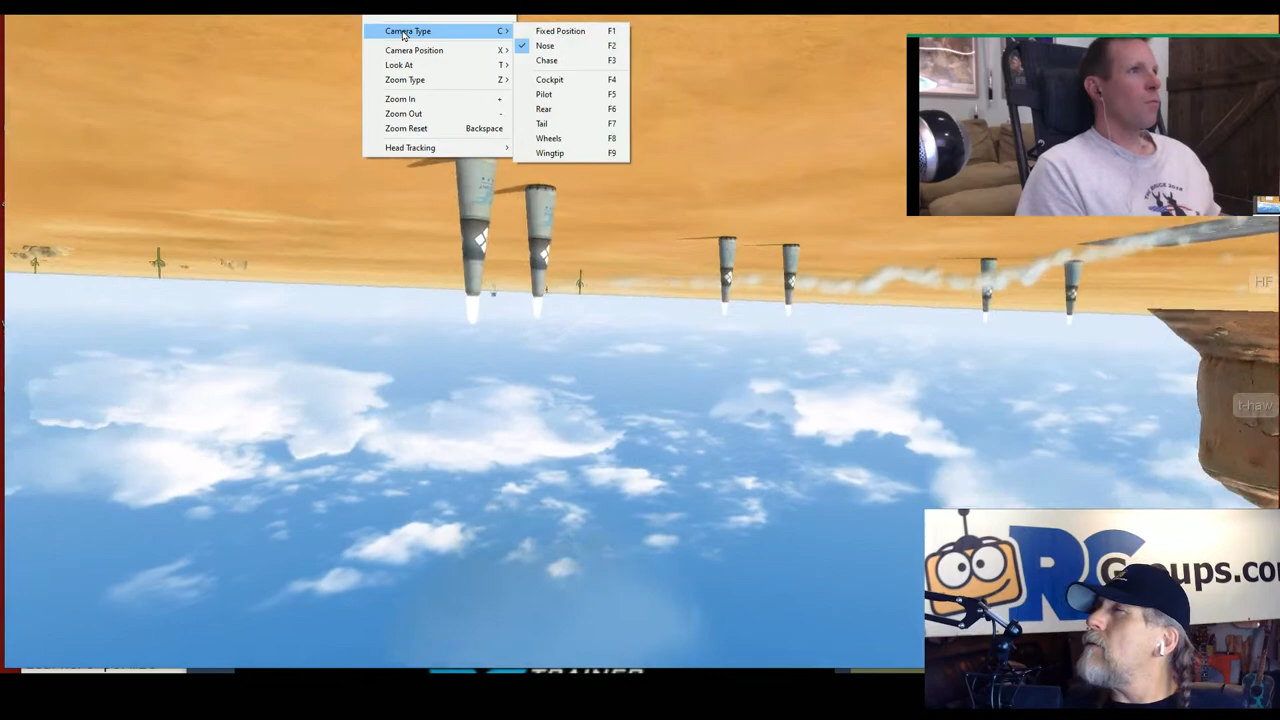 Camera Type C
Camera Position X
Look At T
Zoom Type Z
Zoom In +
Zoom Out -
Zoom Reset Backspace
Head Tracking
Fixed Position F1
Nose F2
Chase F3
Cockpit F4
Pilot F5
Rear F6
Tail F7
Wheels F8
Wingtip F9
HF
t-haw
RCGroups.co
TRAINER